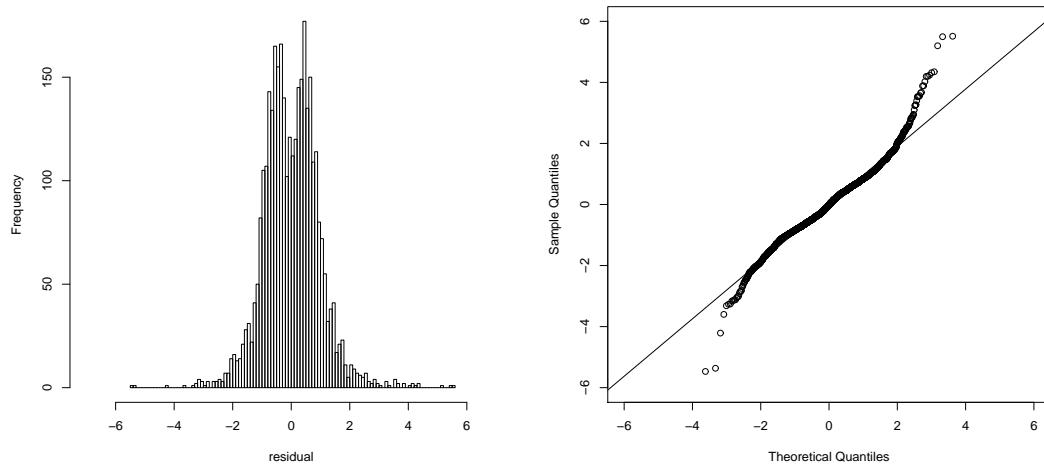 Frequency
150
100
50
0
−6 −4 −2 0 2 4 6
residual
Sample Quantiles
6
4
2
0
−2
−4
−6
−6 −4 −2 0 2 4 6
Theoretical Quantiles